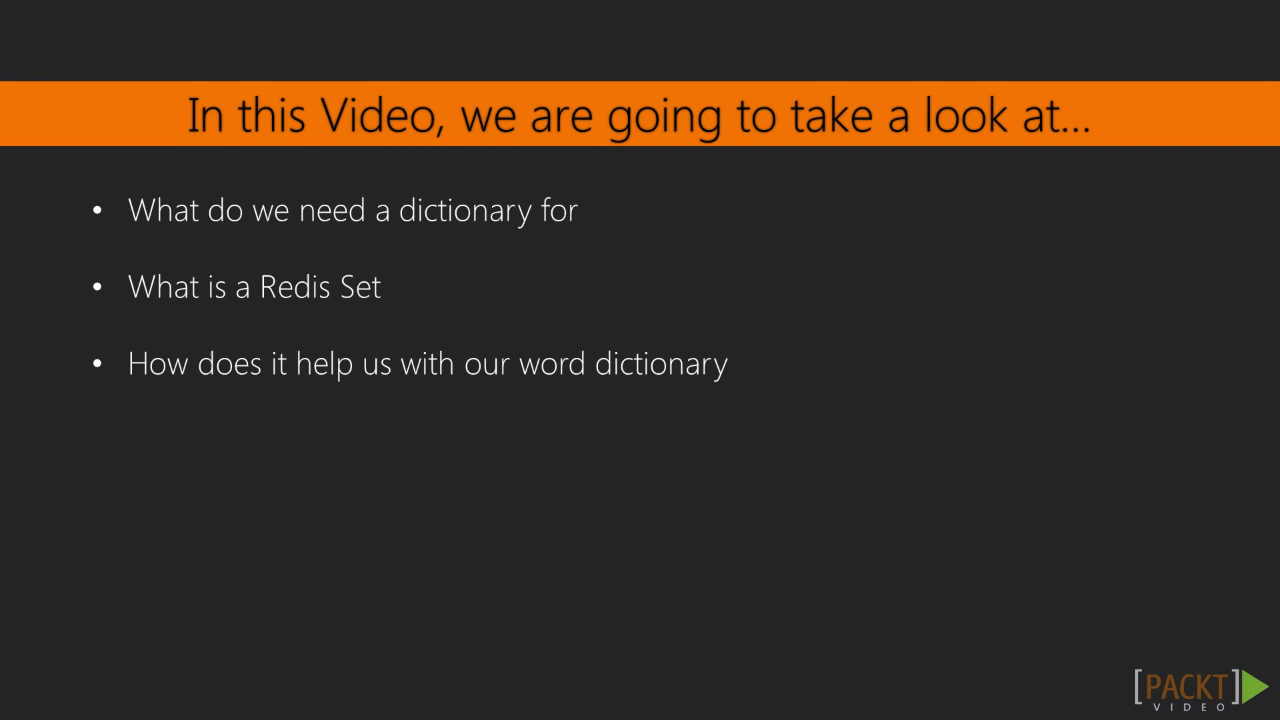 In this Video, we are going to take a look at...
• What do we need a dictionary for
• What is a Redis Set
• How does it help us with our word dictionary
[PACKT]
VIDEO